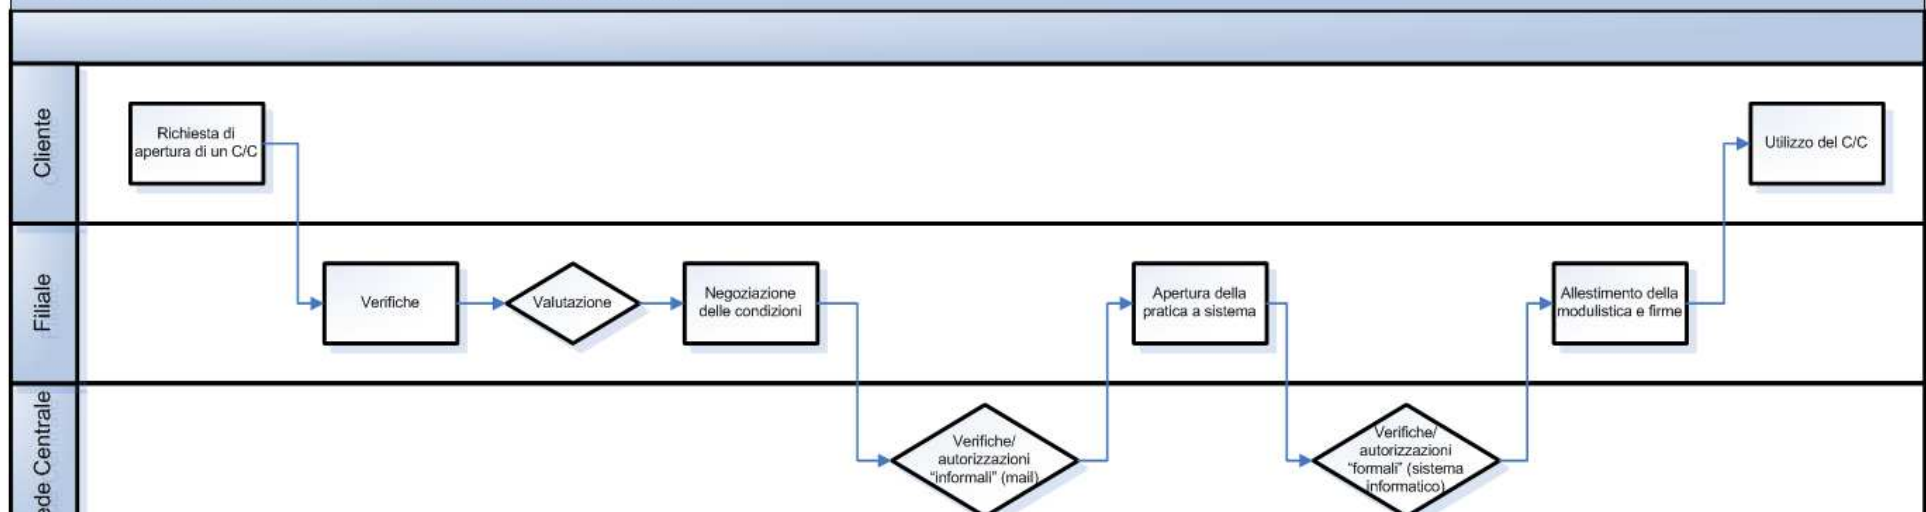 Cliente
Richiesta di
apertura di un C/C
Utilizzo del C/C
Filiale
Verifiche
Valutazione
Negoziazione
delle condizioni
Apertura della
pratica a sistema
Allestimento della
modulistica e firme
ede Centrale
Verifiche/
autorizzazioni
“informali” (mail)
Verifiche/
autorizzazioni
“formali” (sistema
informatico)